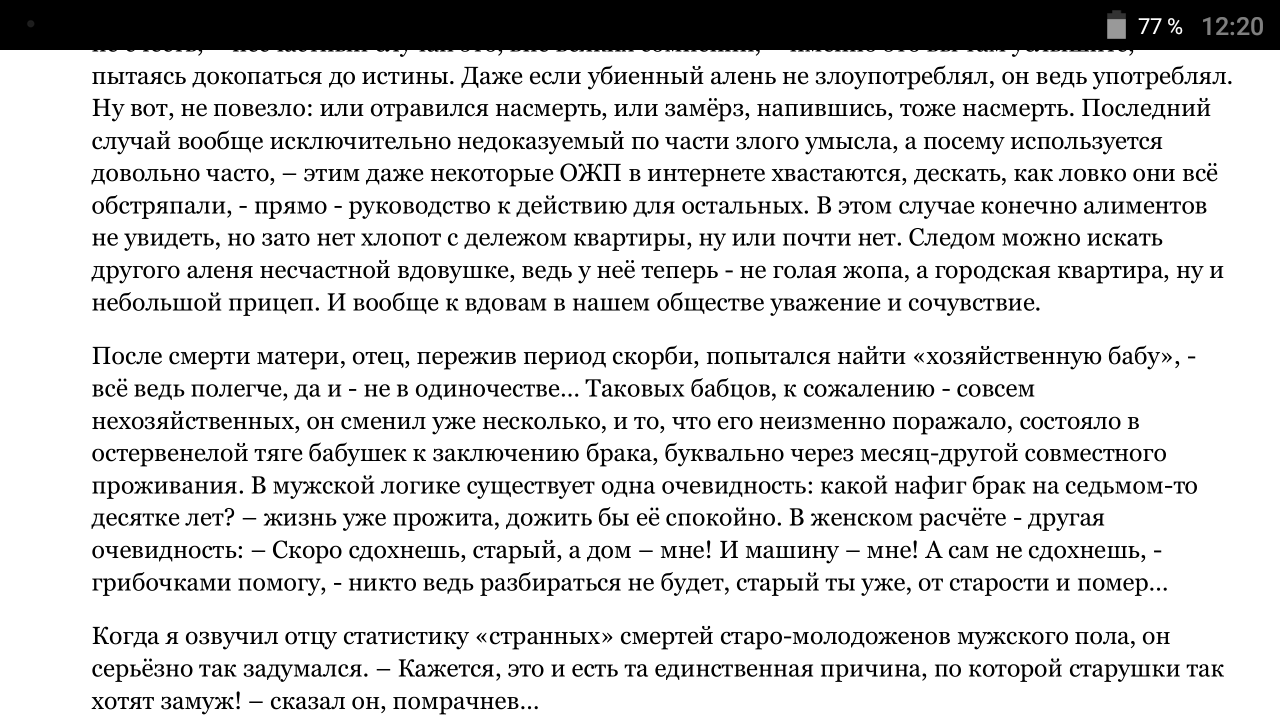 77 %
12:20
пытаясь докопаться до истины. Даже если убиенный алень не злоупотреблял, он ведь употреблял.
Ну вот, не повезло: или отравился насмерть, или замёрз, напившись, тоже насмерть. Последний
случай вообще исключительно недоказуемый по части злого умысла, а посему используется
довольно часто, – этим даже некоторые ОЖП в интернете хвастаются, дескать, как ловко они всё
обстряпали, - прямо - руководство к действию для остальных. В этом случае конечно алиментов
не увидеть, но зато нет хлопот с дележом квартиры, ну или почти нет. Следом можно искать
другого аленя несчастной вдовушке, ведь у неё теперь - не голая жопа, а городская квартира, ну и
небольшой прицеп. И вообще к вдовам в нашем обществе уважение и сочувствие.
После смерти матери, отец, пережив период скорби, попытался найти «хозяйственную бабу», -
всё ведь полегче, да и - не в одиночестве... Таковых бабцов, к сожалению - совсем
нехозяйственных, он сменил уже несколько, и то, что его неизменно поражало, состояло в
остервенелой тяге бабушек к заключению брака, буквально через месяц-другой совместного
проживания. В мужской логике существует одна очевидность: какой нафиг брак на седьмом-то
десятке лет? – жизнь уже прожита, дожить бы её спокойно. В женском расчёте - другая
очевидность: – Скоро сдохнешь, старый, а дом – мне! И машину – мне! А сам не сдохнешь, -
грибочками помогу, - никто ведь разбираться не будет, старый ты уже, от старости и помер...
Когда я озвучил отцу статистику «странных» смертей старо-молодоженов мужского пола, он
серьёзно так задумался. – Кажется, это и есть та единственная причина, по которой старушки так
хотят замуж! – сказал он, помрачнев...